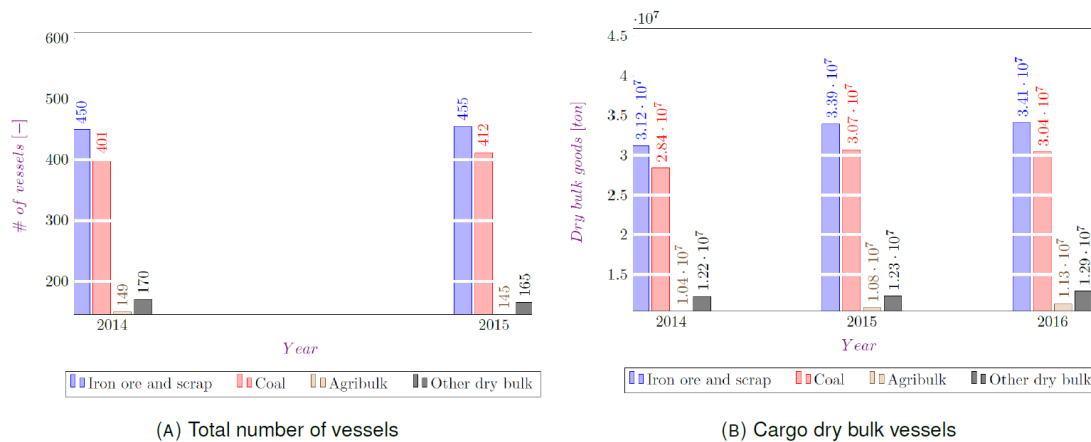 600
500
400
300
200
# of vessels [−]
450
401
149
170
455
412
145
165
2014
2015
Year
Iron ore and scrap
Coal
Agribulk
Other dry bulk
(A) Total number of vessels
·10⁷
4.5
4
3.5
3
2.5
2
1.5
Dry bulk goods [ton]
3.12 · 10⁷
2.84 · 10⁷
1.04 · 10⁷
1.22 · 10⁷
3.39 · 10⁷
3.07 · 10⁷
1.08 · 10⁷
1.23 · 10⁷
3.41 · 10⁷
3.04 · 10⁷
1.13 · 10⁷
1.29 · 10⁷
2014
2015
2016
Year
Iron ore and scrap
Coal
Agribulk
Other dry bulk
(B) Cargo dry bulk vessels